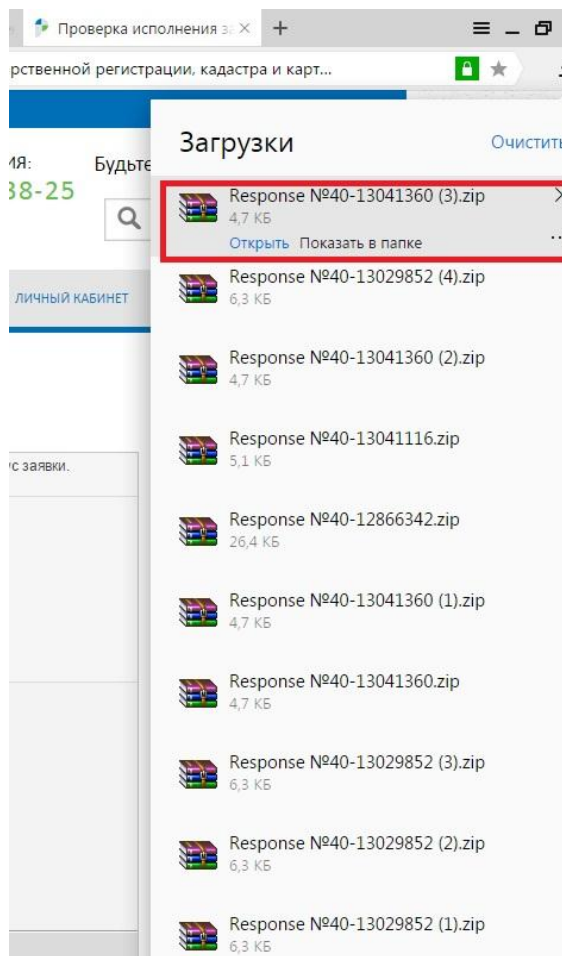 Проверка исполнения за
рственной регистрации, кадастра и карт...
ия:
Будьте
38-25
ЛИЧНЫЙ КАБИНЕТ
ус заявки.
Загрузки
Очистить
Response №40-13041360 (3).zip
4,7 КБ
Открыть Показать в папке
Response №40-13029852 (4).zip
6,3 КБ
Response №40-13041360 (2).zip
4,7 КБ
Response №40-13041116.zip
5,1 КБ
Response №40-12866342.zip
26,4 КБ
Response №40-13041360 (1).zip
4,7 КБ
Response №40-13041360.zip
4,7 КБ
Response №40-13029852 (3).zip
6,3 КБ
Response №40-13029852 (2).zip
6,3 КБ
Response №40-13029852 (1).zip
6,3 КБ